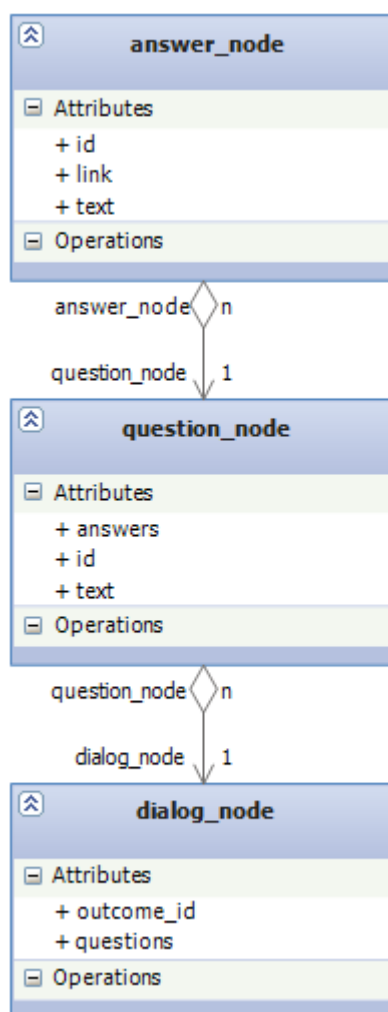 answer_node
Attributes
+ id
+ link
+ text
Operations
answer_node n
question_node 1
question_node
Attributes
+ answers
+ id
+ text
Operations
question_node n
dialog_node 1
dialog_node
Attributes
+ outcome_id
+ questions
Operations